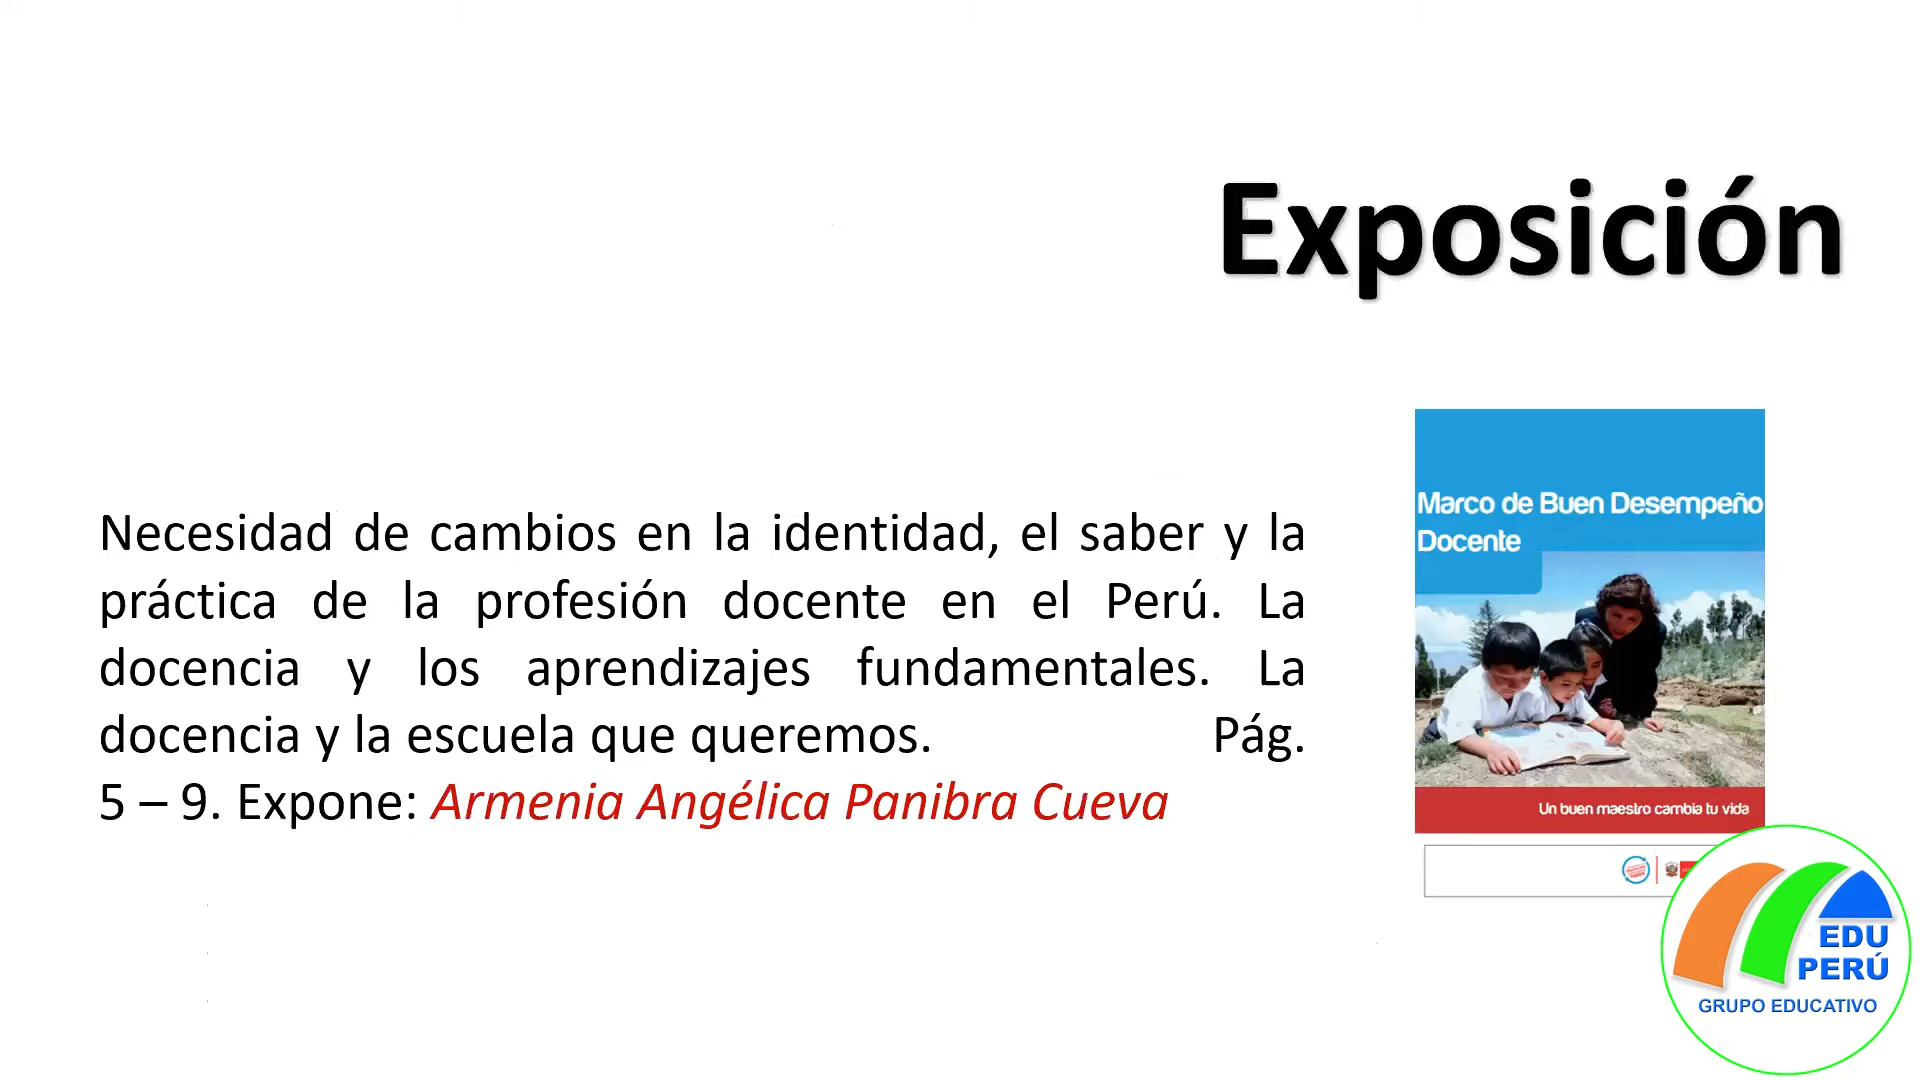 Exposición
Necesidad de cambios en la identidad, el saber y la
práctica de la profesión docente en el Perú. La
docencia y los aprendizajes fundamentales. La
docencia y la escuela que queremos. Pág.
5 – 9. Expone: Armenia Angélica Panibra Cueva
Marco de Buen Desempeño
Docente
Un buen maestro cambia tu vida
EDU
PERÚ
GRUPO EDUCATIVO